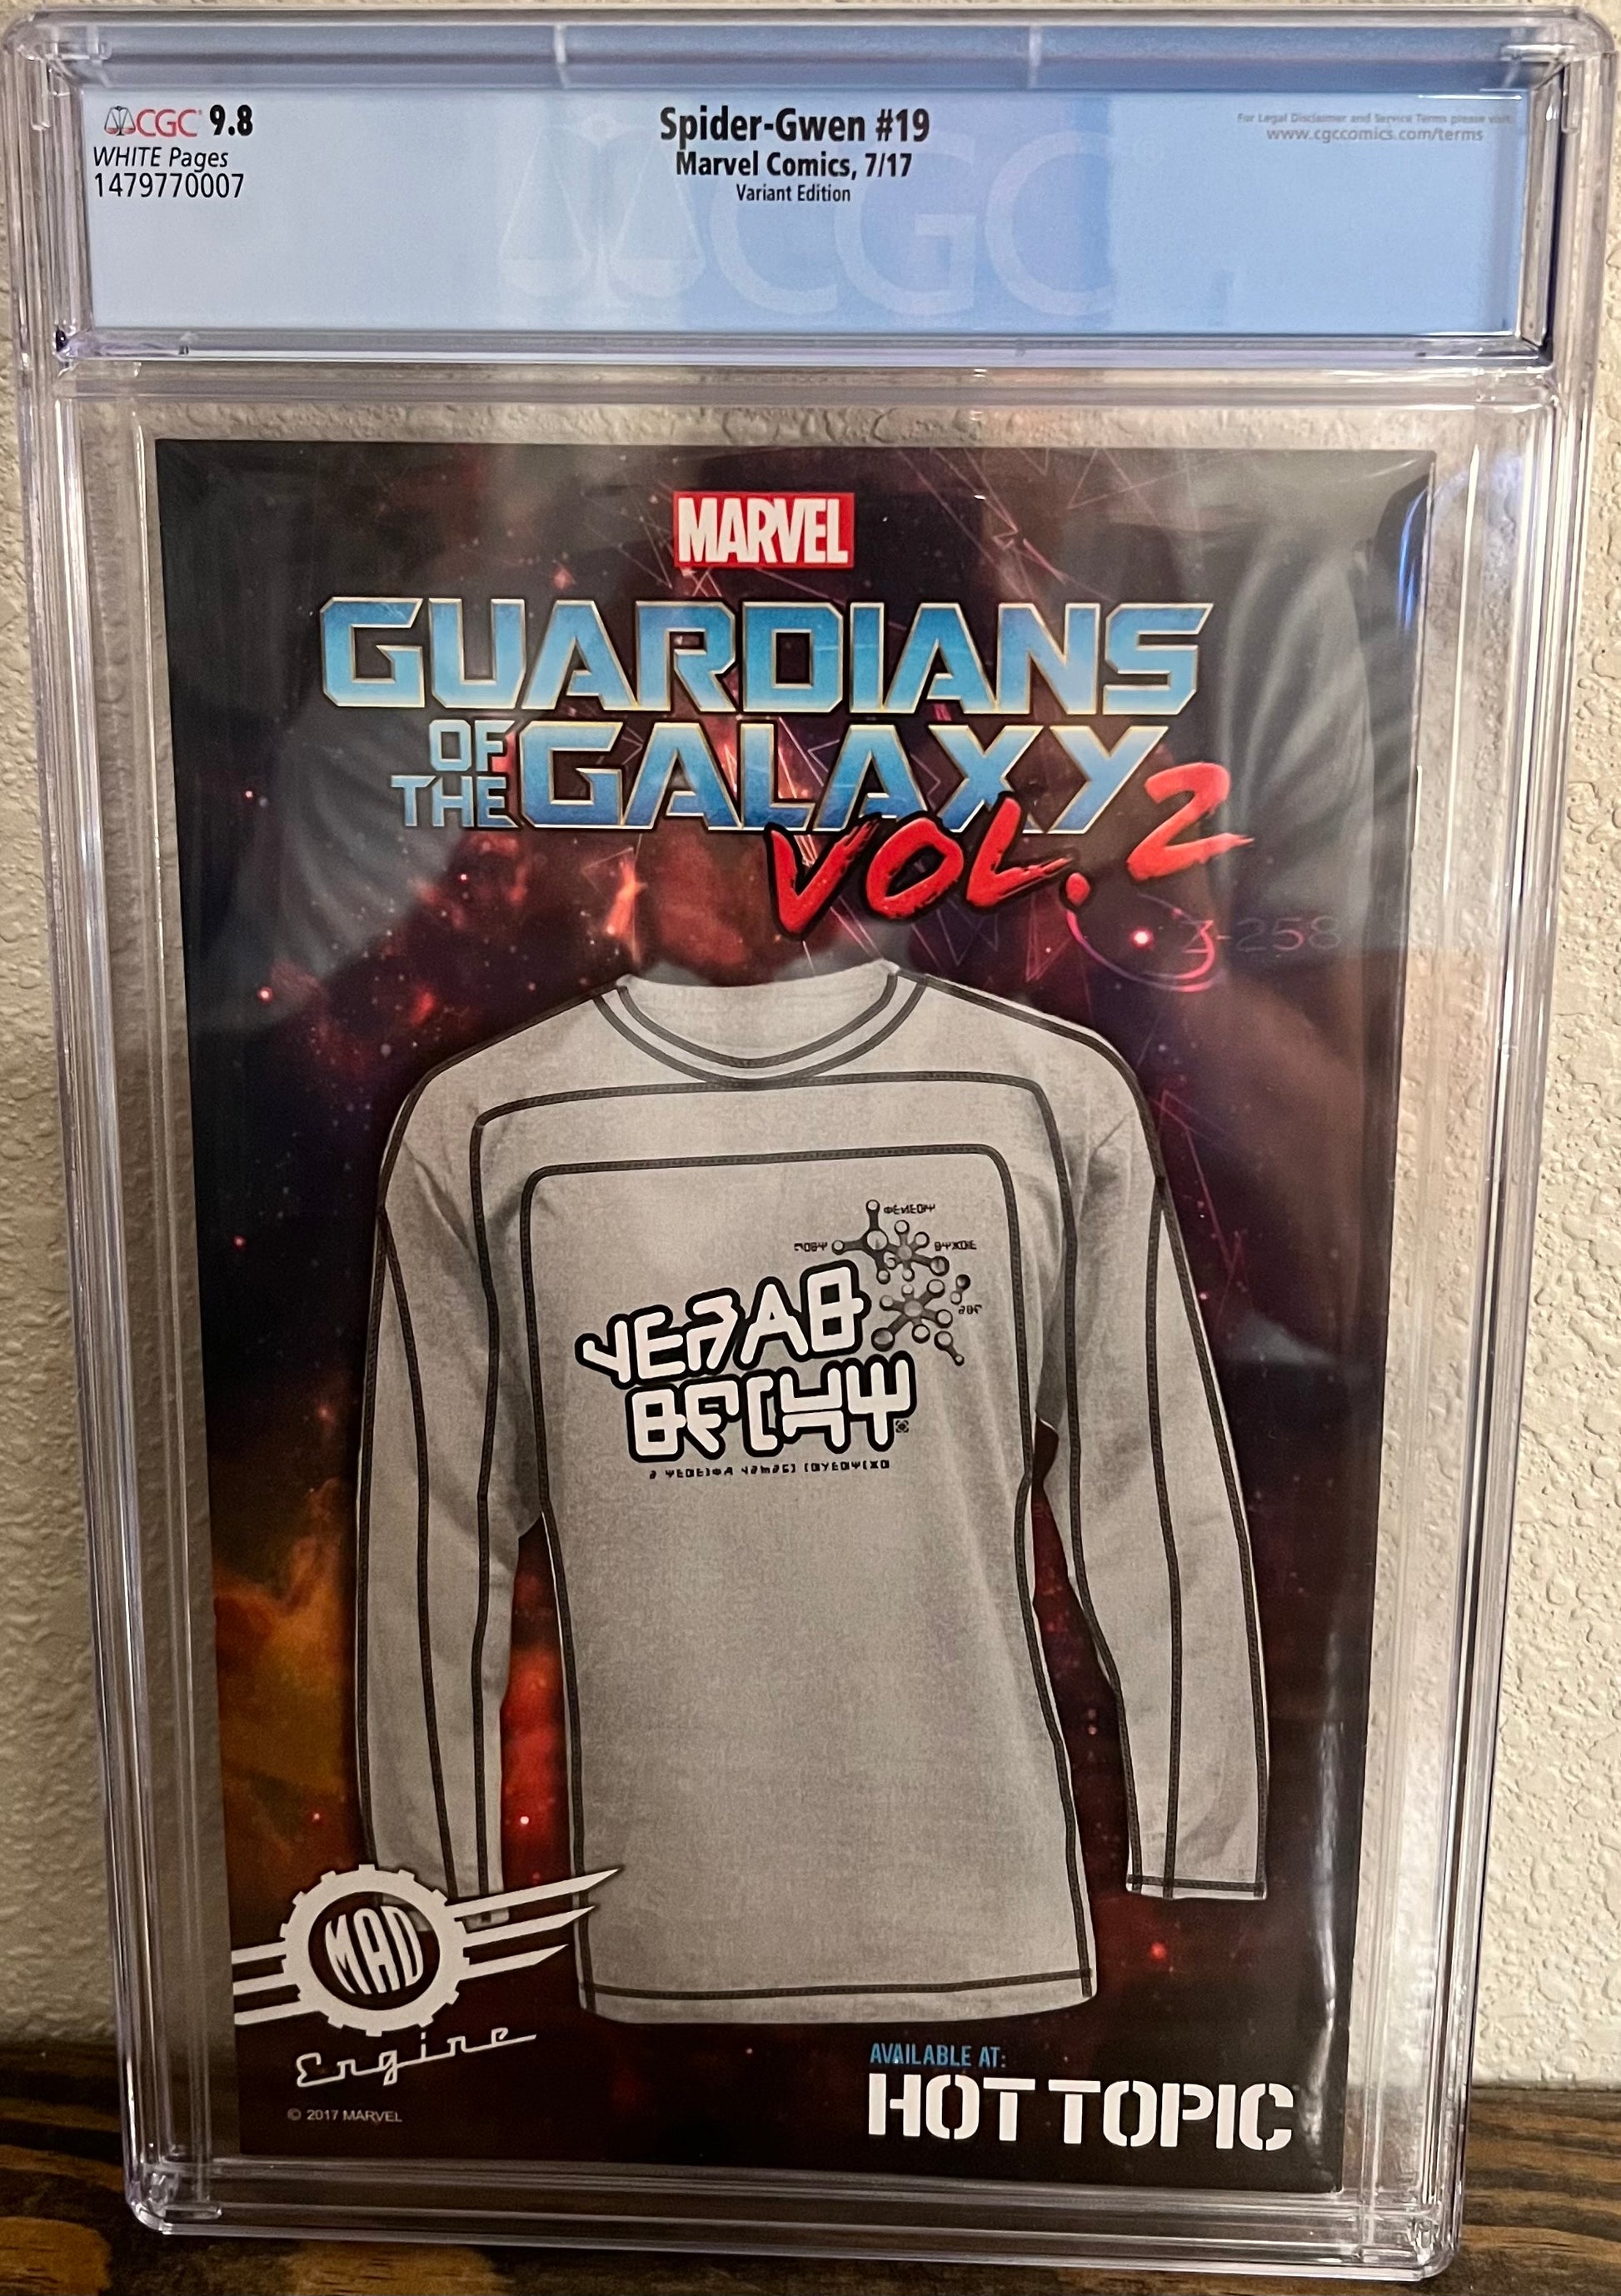 CGC 9.8
WHITE Pages
1479770007
Spider-Gwen #19
Marvel Comics, 7/17
Variant Edition
For Legal Disclaimer and Service Terms please visit:
www.cgccomics.com/terms
CGC
MARVEL
GUARDIANS
OF
THE GALAXY
VOL. 2
MAD
Engine
© 2017 MARVEL
AVAILABLE AT:
HOT TOPIC